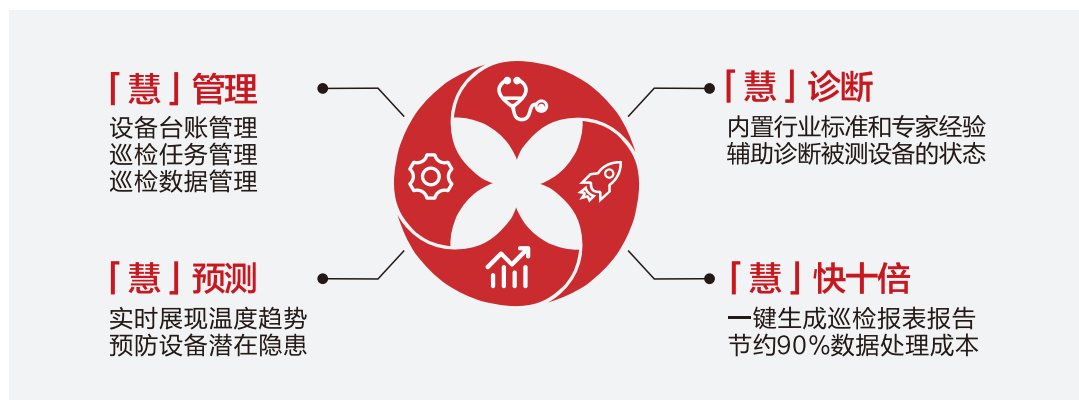 「慧」管理
设备台账管理
巡检任务管理
巡检数据管理
「慧」诊断
内置行业标准和专家经验
辅助诊断被测设备的状态
「慧」预测
实时展现温度趋势
预防设备潜在隐患
「慧」快十倍
一键生成巡检报表报告
节约90%数据处理成本